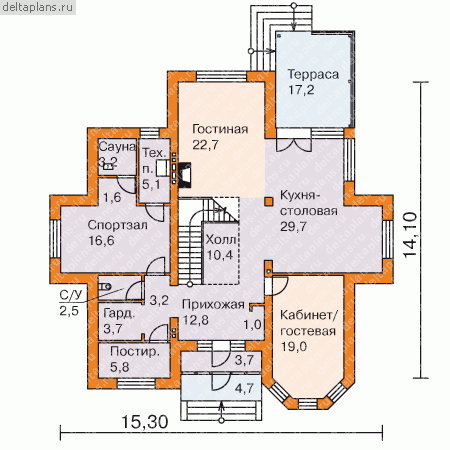 deltaplans.ru
Терраса
17,2
Гостиная
22,7
Сауна
3,2
Тех.
п.
5,1
1,6
Кухня-
столовая
29,7
Спортзал
16,6
Холл
10,4
14,10
С/У
2,5
3,2
Прихожая
12,8
1,0
Гард.
3,7
Кабинет/
гостевая
19,0
Постир.
5,8
3,7
4,7
15,30